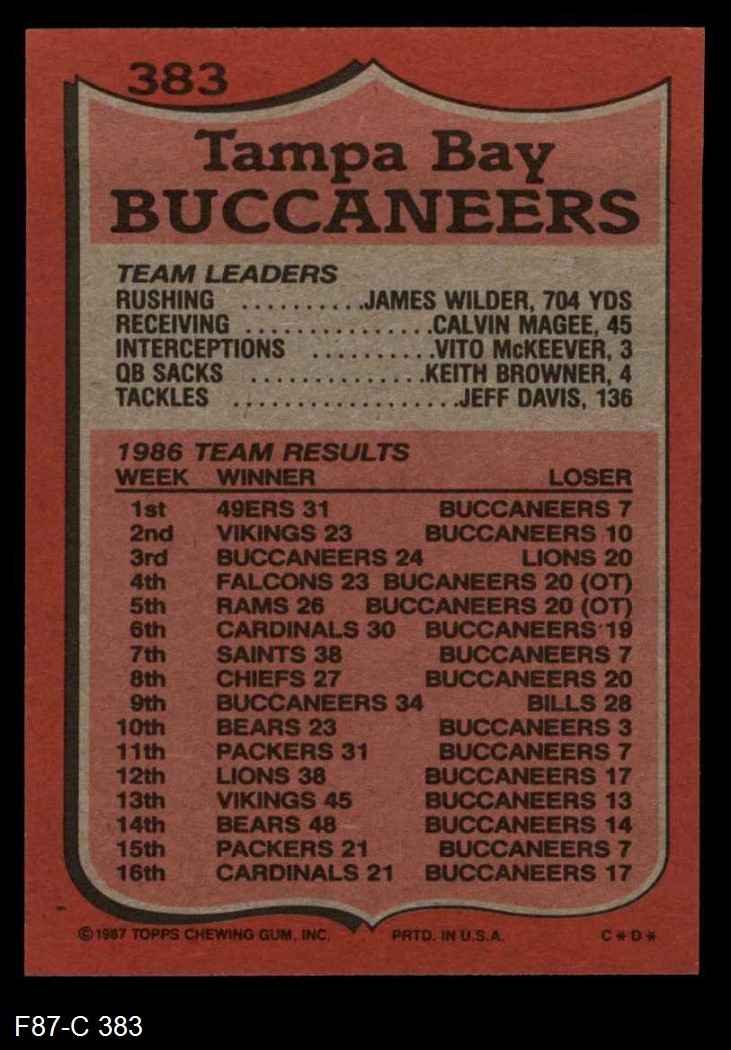 383
Tampa Bay
BUCCANEERS
TEAM LEADERS
RUSHING ..........JAMES WILDER, 704 YDS
RECEIVING ...............CALVIN MAGEE, 45
INTERCEPTIONS ..........VITO McKEEVER, 3
QB SACKS ..............KEITH BROWNER, 4
TACKLES ..................JEFF DAVIS, 136
1986 TEAM RESULTS
WEEK WINNER LOSER
1st 49ERS 31 BUCCANEERS 7
2nd VIKINGS 23 BUCCANEERS 10
3rd BUCCANEERS 24 LIONS 20
4th FALCONS 23 BUCANEERS 20 (OT)
5th RAMS 26 BUCCANEERS 20 (OT)
6th CARDINALS 30 BUCCANEERS 19
7th SAINTS 38 BUCCANEERS 7
8th CHIEFS 27 BUCCANEERS 20
9th BUCCANEERS 34 BILLS 28
10th BEARS 23 BUCCANEERS 3
11th PACKERS 31 BUCCANEERS 7
12th LIONS 38 BUCCANEERS 17
13th VIKINGS 45 BUCCANEERS 13
14th BEARS 48 BUCCANEERS 14
15th PACKERS 21 BUCCANEERS 7
16th CARDINALS 21 BUCCANEERS 17
© 1987 TOPPS CHEWING GUM, INC. PRTD. IN U.S.A. C * D *
F87-C 383